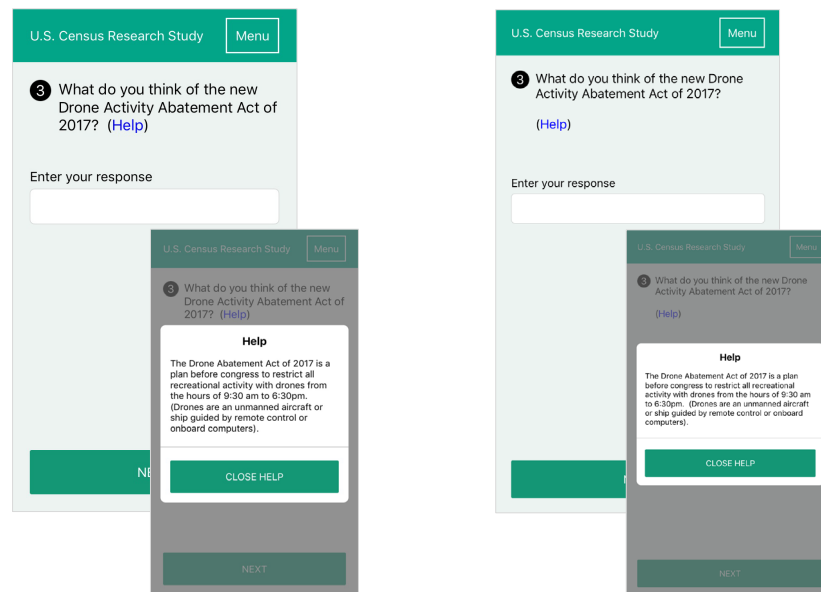 U.S. Census Research Study
Menu
3 What do you think of the new
Drone Activity Abatement Act of
2017?  (Help)
Enter your response
U.S. Census Research Study
Menu
3 What do you think of the new
Drone Activity Abatement Act of
2017?  (Help)
Help
The Drone Abatement Act of 2017 is a
plan before congress to restrict all
recreational activity with drones from
the hours of 9:30 am to 6:30pm.
(Drones are an unmanned aircraft or
ship guided by remote control or
onboard computers).
CLOSE HELP
NEXT
U.S. Census Research Study
Menu
3 What do you think of the new Drone
Activity Abatement Act of 2017?
(Help)
Enter your response
U.S. Census Research Study
Menu
3 What do you think of the new Drone
Activity Abatement Act of 2017?
(Help)
Help
The Drone Abatement Act of 2017 is a plan
before congress to restrict all recreational
activity with drones from the hours of 9:30 am
to 6:30pm.  (Drones are an unmanned aircraft
or ship guided by remote control or onboard
computers).
CLOSE HELP
NEXT